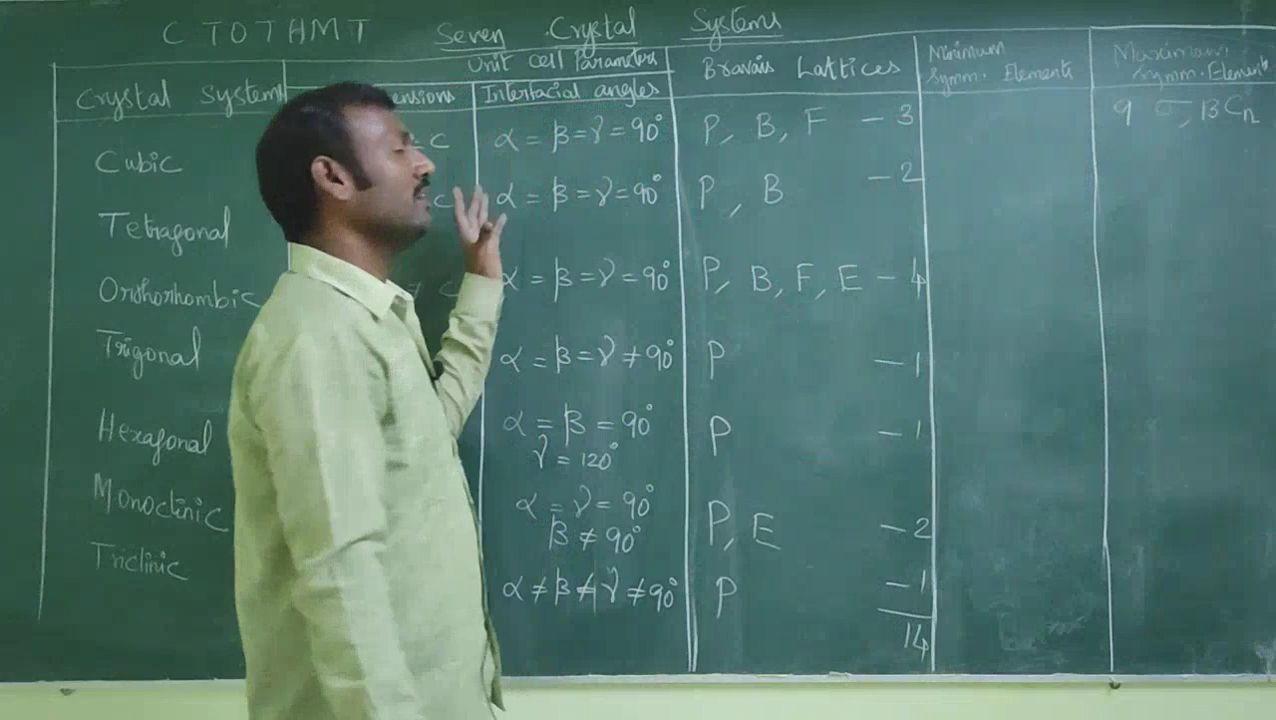 C T O T H M T Seven Crystal Systems
Unit cell Parameters Bravais Lattices Minimum Symm. Elements Maximum Symm. Elements
Crystal System ensions Interfacial angles
Cubic = c α = β = γ = 90° P, B, F - 3 9 σ, 13 Cn
Tetragonal c α = β = γ = 90° P, B - 2
Orthorhombic c α = β = γ = 90° P, B, F, E - 4
Trigonal α = β = γ ≠ 90° P - 1
Hexagonal α = β = 90° P - 1
γ = 120°
Monoclinic α = γ = 90° P, E - 2
β ≠ 90°
Triclinic α ≠ β ≠ γ ≠ 90° P - 1
14